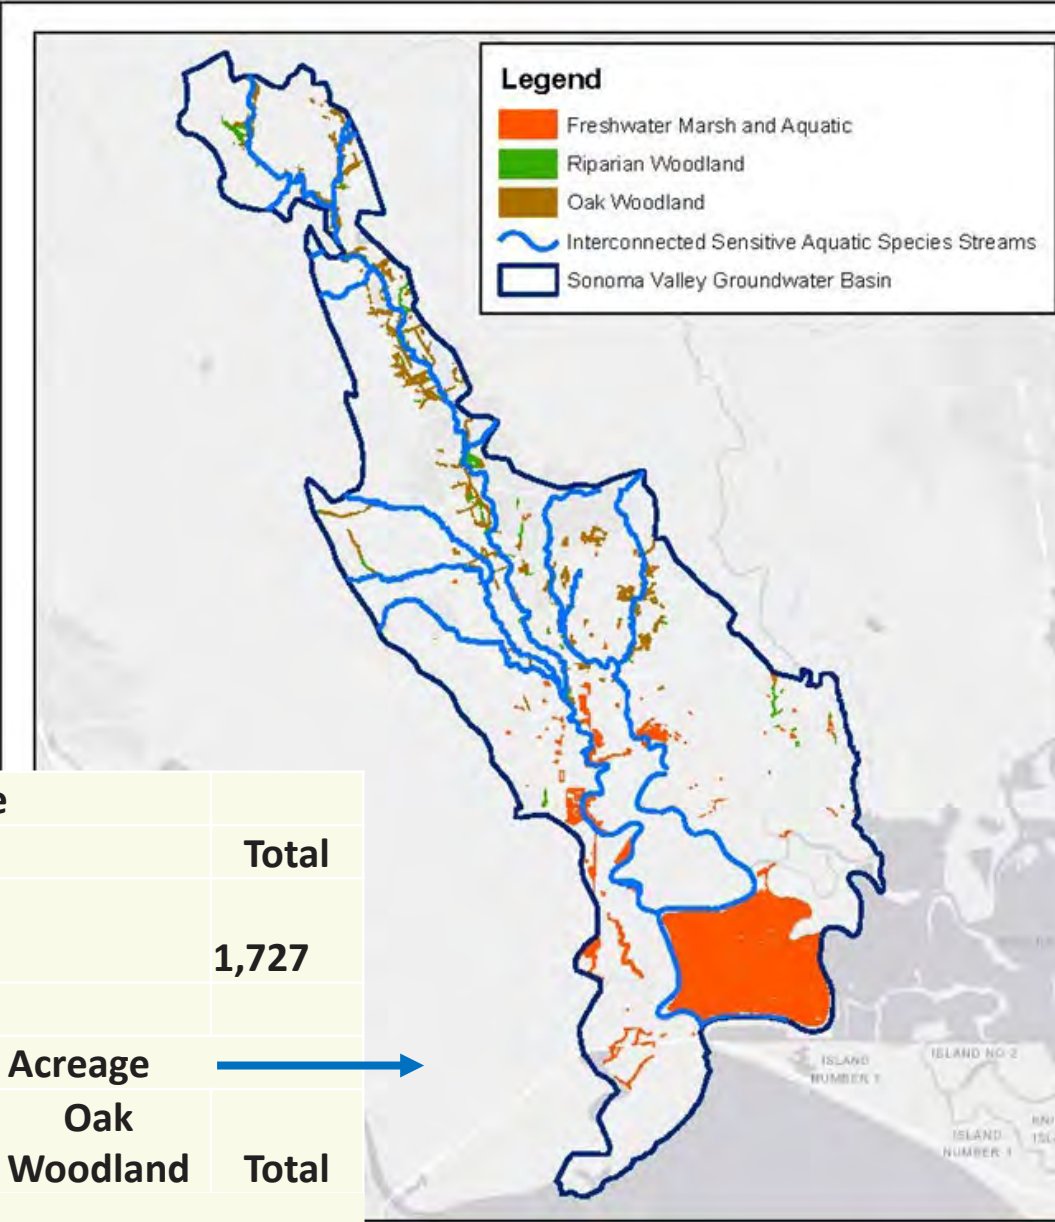 Legend
Freshwater Marsh and Aquatic
Riparian Woodland
Oak Woodland
Interconnected Sensitive Aquatic Species Streams
Sonoma Valley Groundwater Basin
e
Total
1,727
Acreage
Oak
Woodland Total
ISLAND
NUMBER 1
ISLAND NO 2
ISLAND
NUMBER 1